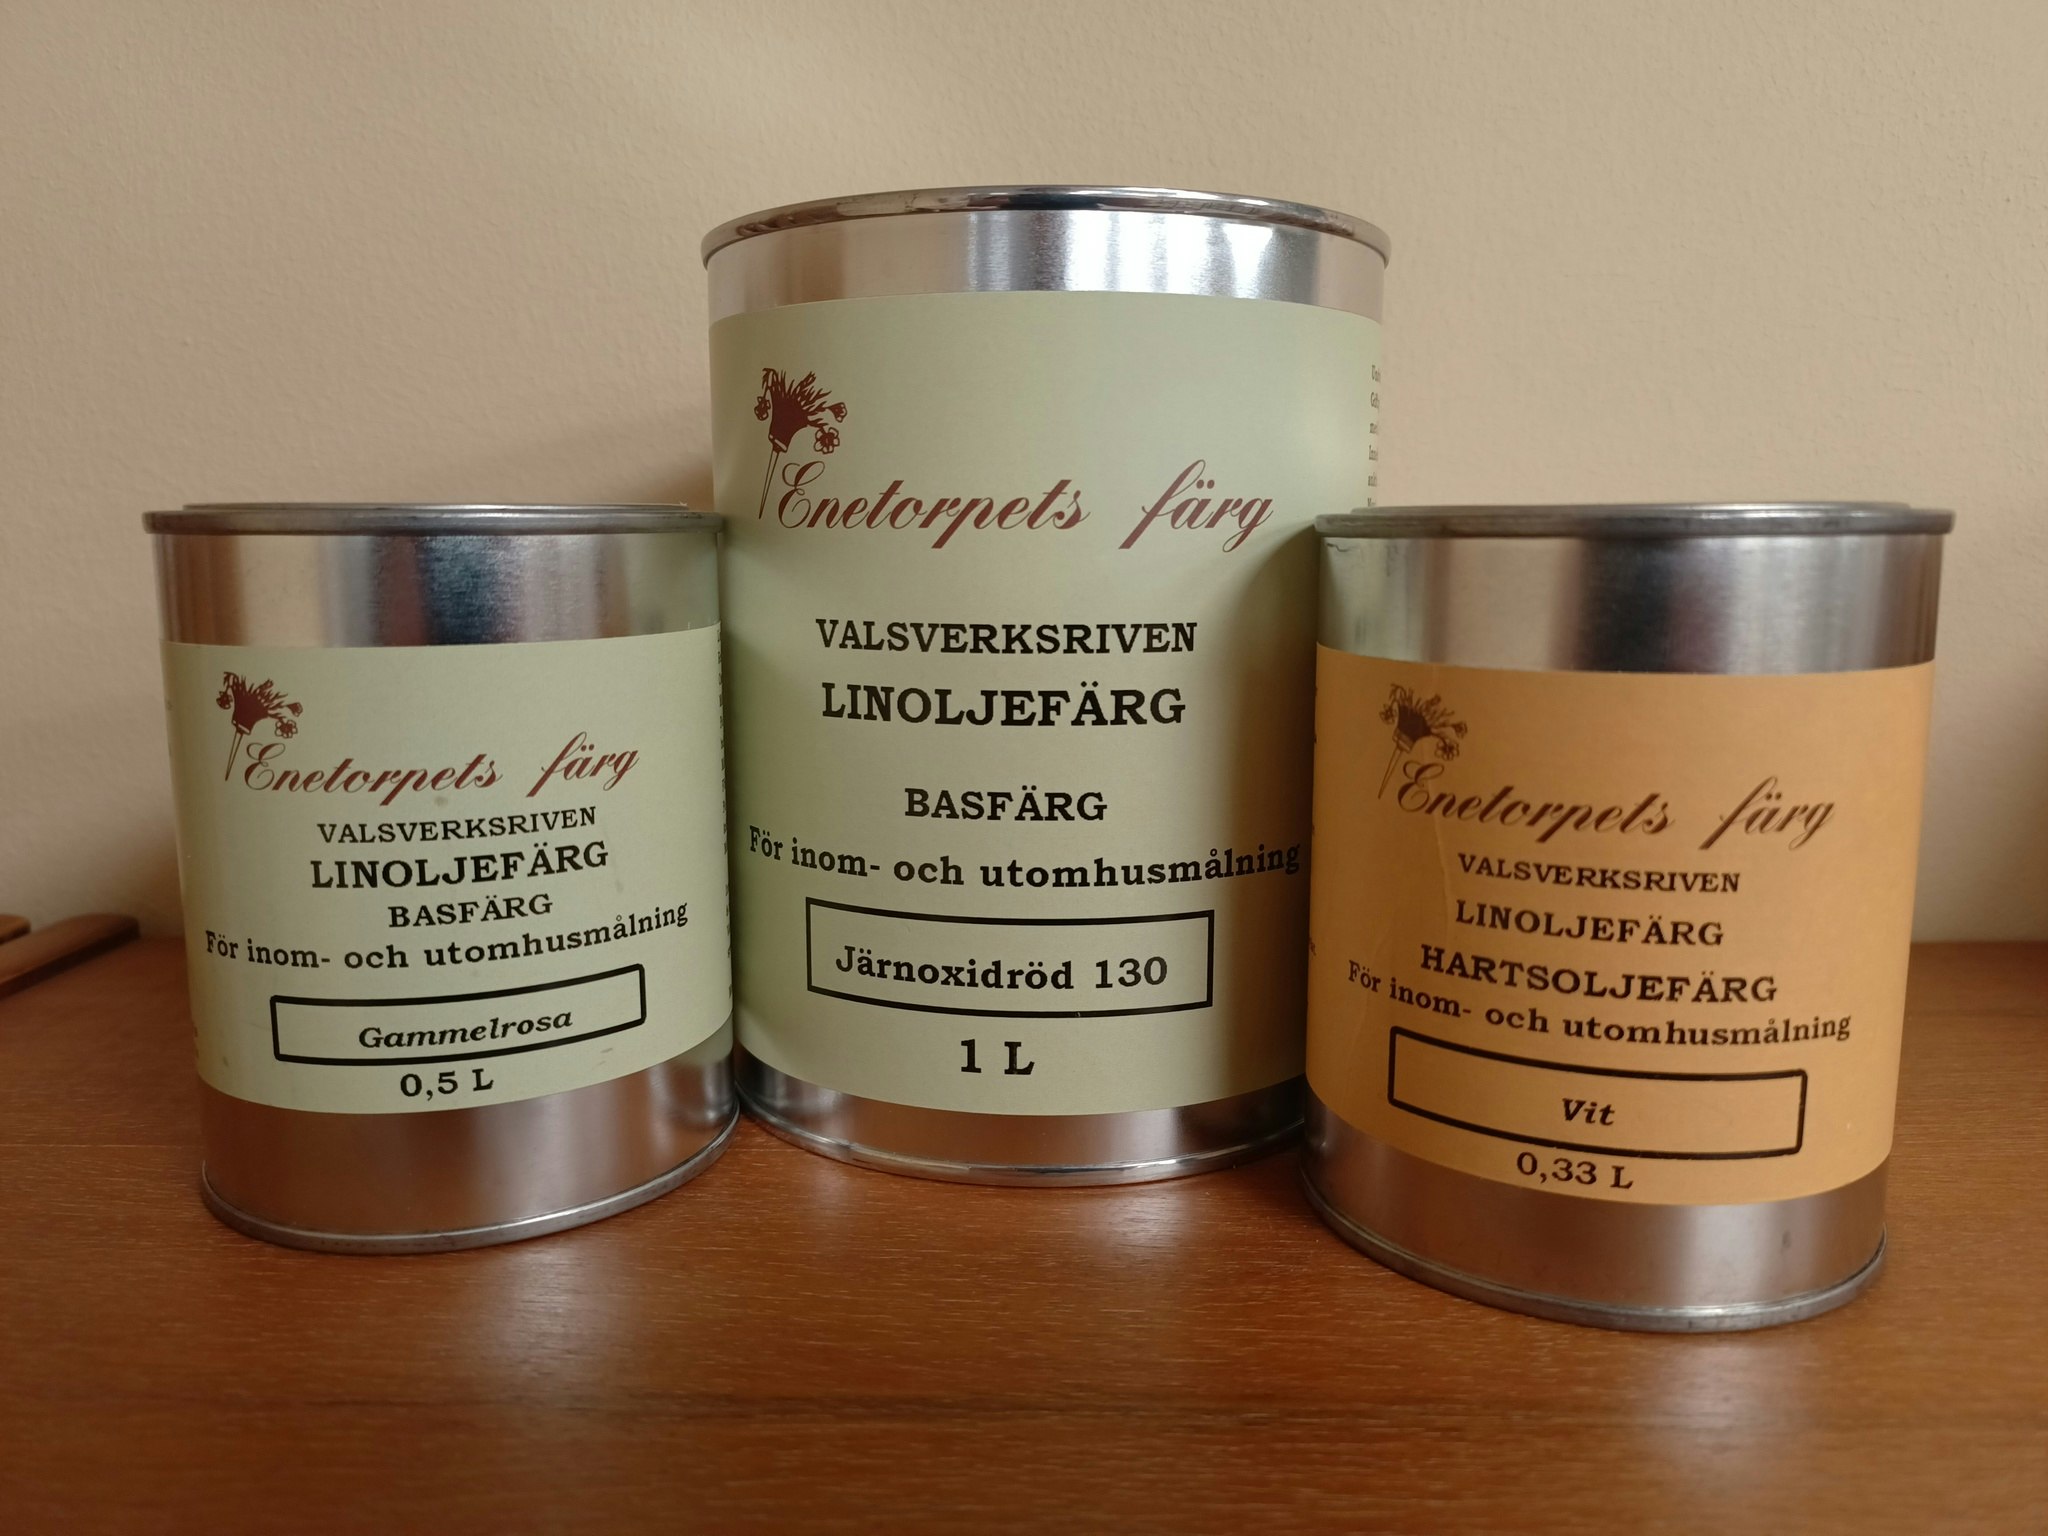 Enetorpets färg
VALSVERKSRIVEN
LINOLJEFÄRG
BASFÄRG
För inom- och utomhusmålning
Gammelrosa
0,5 L
Enetorpets färg
VALSVERKSRIVEN
LINOLJEFÄRG
BASFÄRG
För inom- och utomhusmålning
Järnoxidröd 130
1 L
Enetorpets färg
VALSVERKSRIVEN
LINOLJEFÄRG
HARTSOLJEFÄRG
För inom- och utomhusmålning
Vit
0,33 L